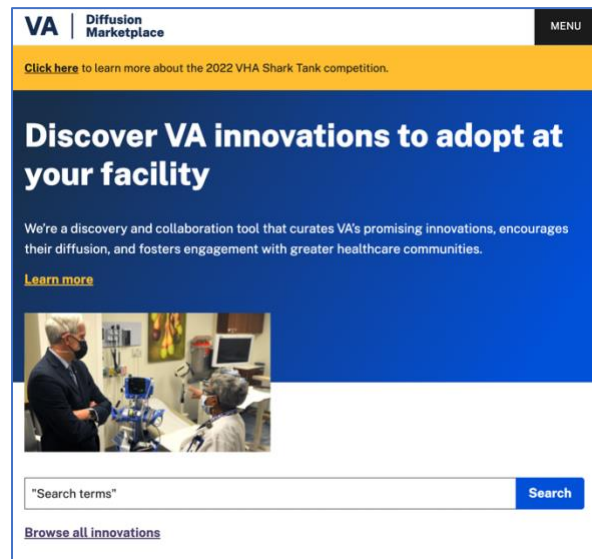 VA
Diffusion
Marketplace
MENU
Click here to learn more about the 2022 VHA Shark Tank competition.
Discover VA innovations to adopt at
your facility
We're a discovery and collaboration tool that curates VA's promising innovations, encourages
their diffusion, and fosters engagement with greater healthcare communities.
Learn more
"Search terms"
Search
Browse all innovations